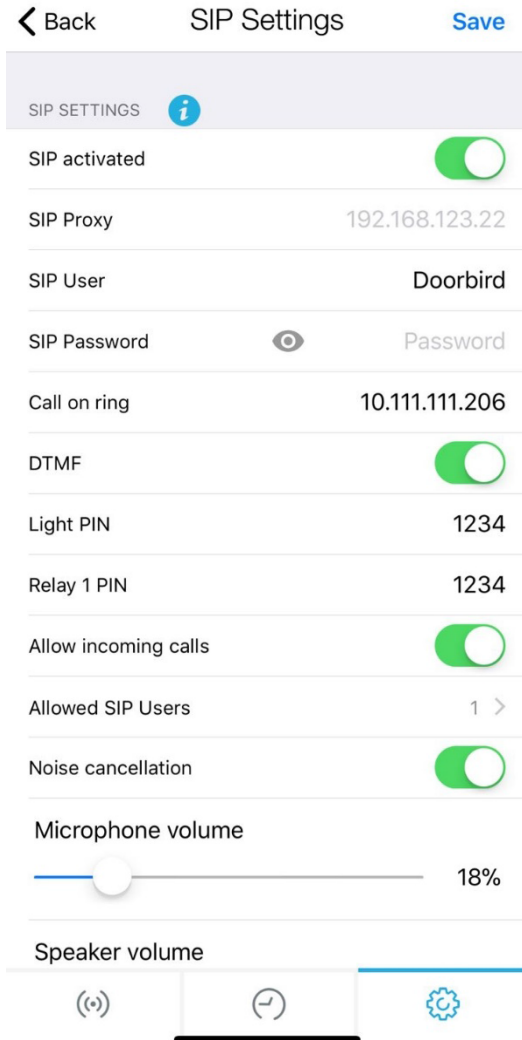 Back SIP Settings Save
SIP SETTINGS i
SIP activated
SIP Proxy 192.168.123.22
SIP User Doorbird
SIP Password Password
Call on ring 10.111.111.206
DTMF
Light PIN 1234
Relay 1 PIN 1234
Allow incoming calls
Allowed SIP Users 1
Noise cancellation
Microphone volume
18%
Speaker volume